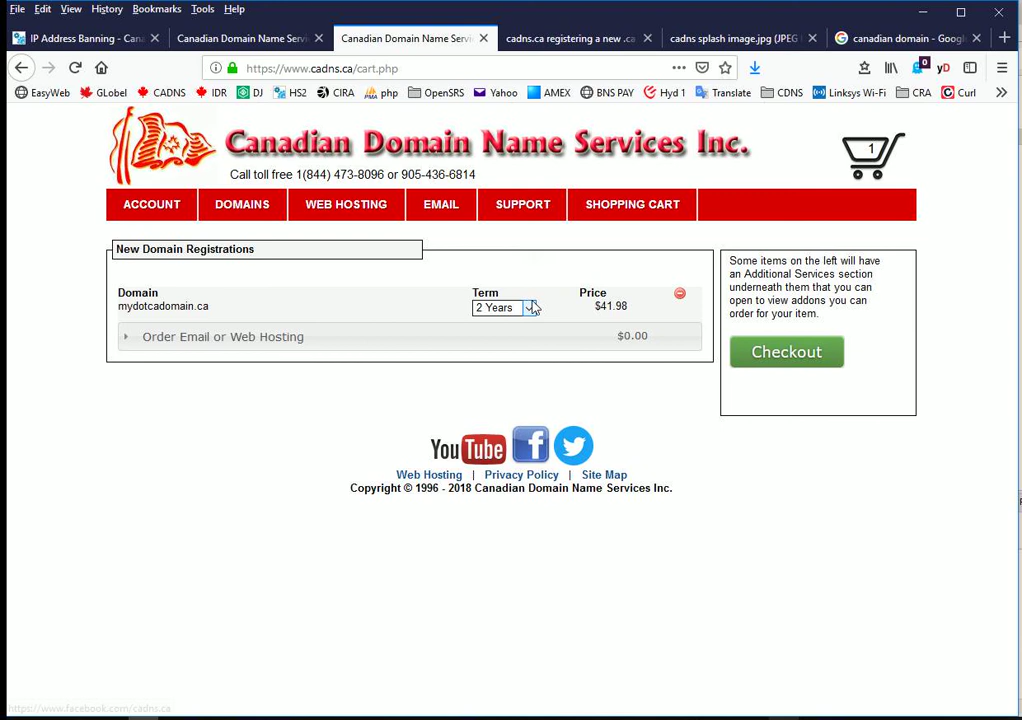 File Edit View History Bookmarks Tools Help
IP Address Banning - Can
Canadian Domain Name Servi
Canadian Domain Name Servi
cadns.ca registering a new .ca
cadns splash image.jpg (JPEG
canadian domain - Googl
https://www.cadns.ca/cart.php
0 yD
EasyWeb GLobel CADNS IDR DJ HS2 CIRA php OpenSRS Yahoo AMEX BNS PAY Hyd 1 Translate CDNS Linksys Wi-Fi CRA Curl
Canadian Domain Name Services Inc.
1
Call toll free 1(844) 473-8096 or 905-436-6814
ACCOUNT DOMAINS WEB HOSTING EMAIL SUPPORT SHOPPING CART
New Domain Registrations
Domain Term Price
mydotcadomain.ca 2 Years $41.98
Order Email or Web Hosting $0.00
Some items on the left will have
an Additional Services section
underneath them that you can
open to view addons you can
order for your item.
Checkout
YouTube f
Web Hosting | Privacy Policy | Site Map
Copyright © 1996 - 2018 Canadian Domain Name Services Inc.
https://www.facebook.com/cadns.ca